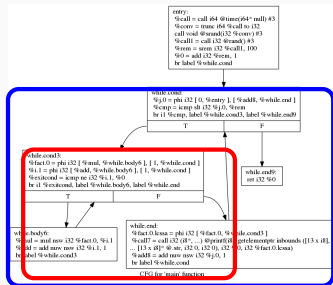 entry:
%call = call i64 @time(i64* null) #3
%conv = trunc i64 %call to i32
call void @srand(i32 %conv) #3
%call1 = call i32 @rand() #3
%rem = srem i32 %call1, 100
%0 = add i32 %rem, 1
br label %while.cond
while.cond:
%j.0 = phi i32 [ 0, %entry ], [ %add8, %while.end ]
%cmp = icmp slt i32 %j.0, %rem
br i1 %cmp, label %while.cond3, label %while.end9
T F
while.cond3:
%fact.0 = phi i32 [ %mul, %while.body6 ], [ 1, %while.cond ]
%i.1 = phi i32 [ %add, %while.body6 ], [ 1, %while.cond ]
%exitcond = icmp ne i32 %i.1, %0
br i1 %exitcond, label %while.body6, label %while.end
T F
while.end9:
ret i32 %0
while.body6:
%mul = mul nsw i32 %fact.0, %i.1
%add = add nuw nsw i32 %i.1, 1
br label %while.cond3
while.end:
%fact.0.lcssa = phi i32 [ %fact.0, %while.cond3 ]
%call7 = call i32 (i8*, ...) @printf(i8* getelementptr inbounds ([13 x i8],
... [13 x i8]* @.str, i32 0, i32 0), i32 %j.0, i32 %fact.0.lcssa)
%add8 = add nuw nsw i32 %j.0, 1
br label %while.cond
CFG for 'main' function